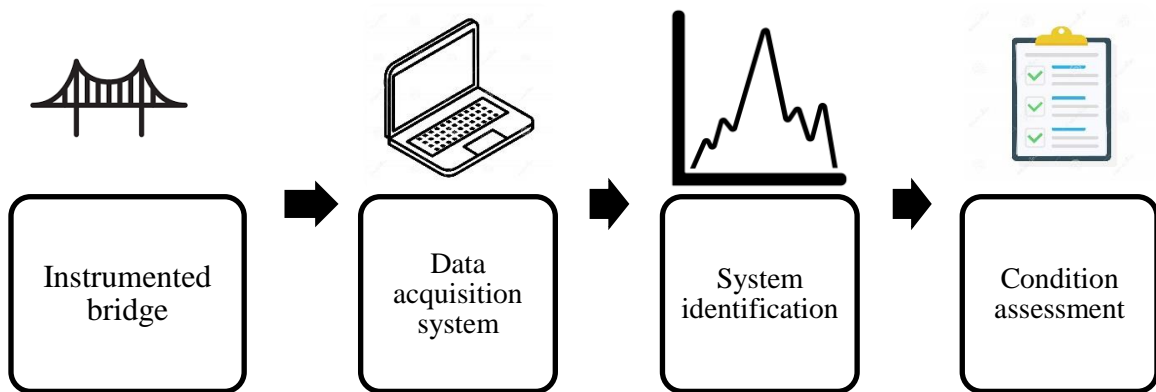 Instrumented
bridge
Data
acquisition
system
System
identification
Condition
assessment